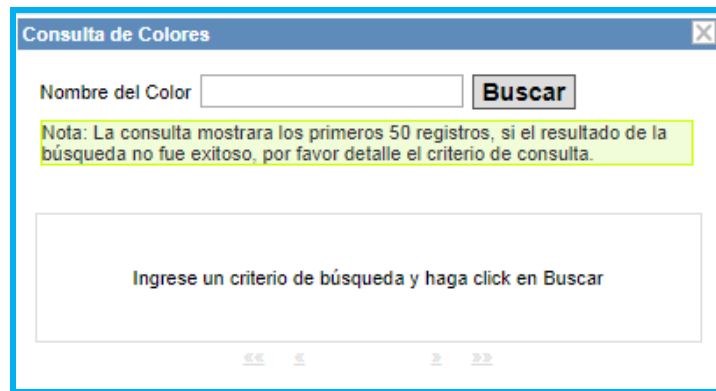 Consulta de Colores
Nombre del Color Buscar
Nota: La consulta mostrara los primeros 50 registros, si el resultado de la
búsqueda no fue exitoso, por favor detalle el criterio de consulta.
Ingrese un criterio de búsqueda y haga click en Buscar
«« « » »»